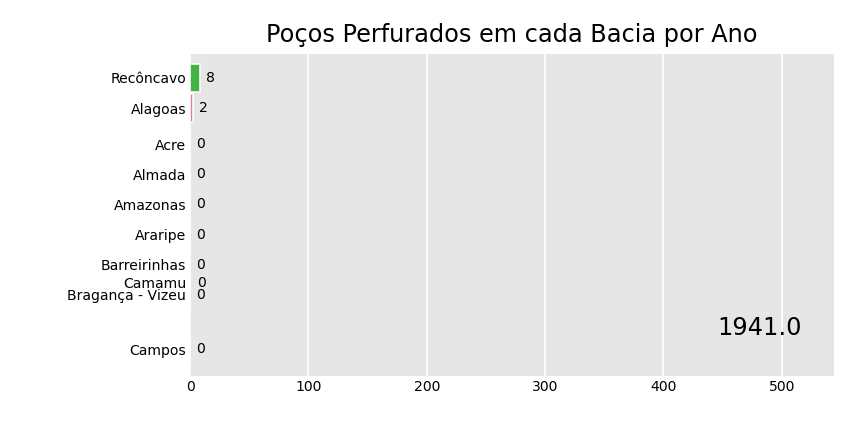 Poços Perfurados em cada Bacia por Ano
Recôncavo 8
Alagoas 2
Acre 0
Almada 0
Amazonas 0
Araripe 0
Barreirinhas 0
Camamu 0
Bragança - Vizeu 0
1941.0
Campos 0
0 100 200 300 400 500